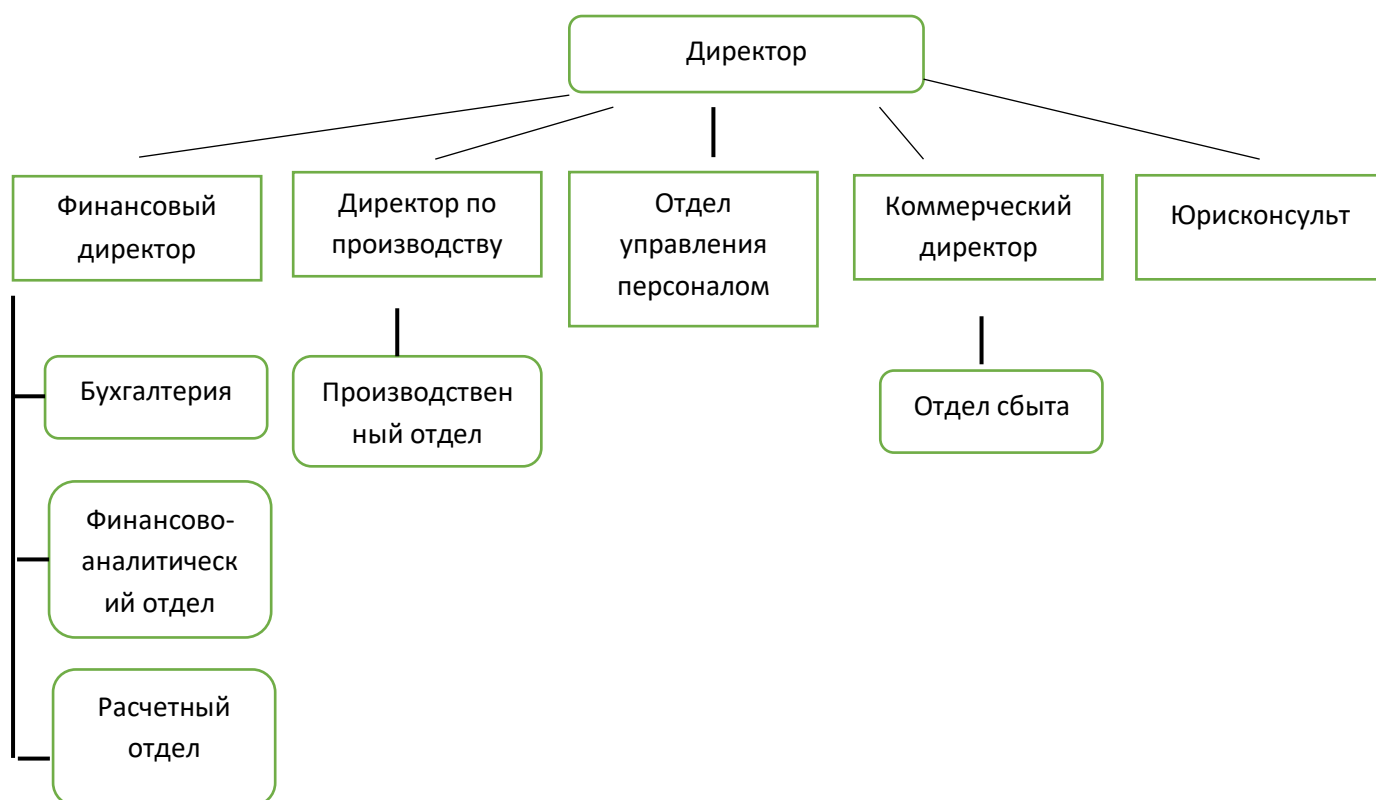 Директор
Финансовый
директор
Директор по
производству
Отдел
управления
персоналом
Коммерческий
директор
Юрисконсульт
Бухгалтерия
Производствен
ный отдел
Отдел сбыта
Финансово-
аналитическ
ий отдел
Расчетный
отдел